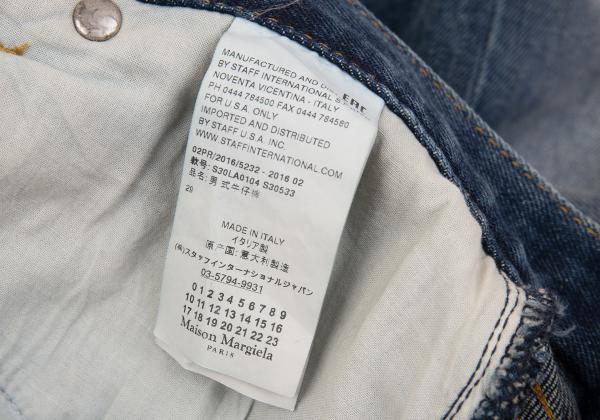 MANUFACTURED AND
BY STAFF INTERNATIONAL S
NOVENTA VICENTINA - ITALY
PH 0444 784500 FAX 0444 784560
FOR U.S.A. ONLY
IMPORTED AND DISTRIBUTED
BY STAFF U.S.A. INC.
WWW.STAFFINTERNATIONAL.COM
02PR/2016/5232 - 2016 02
款号: S30LA0104 S30533
品名: 男式牛仔
29
MADE IN ITALY
イタリア製
原产国: 意大利製造
(株)スタッフインターナショナルジャパン
03-5794-9931
0 1 2 3 4 5 6 7 8 9
10 11 12 13 14 15 16
17 18 19 20 21 22 23
Maison Margiela
PARIS